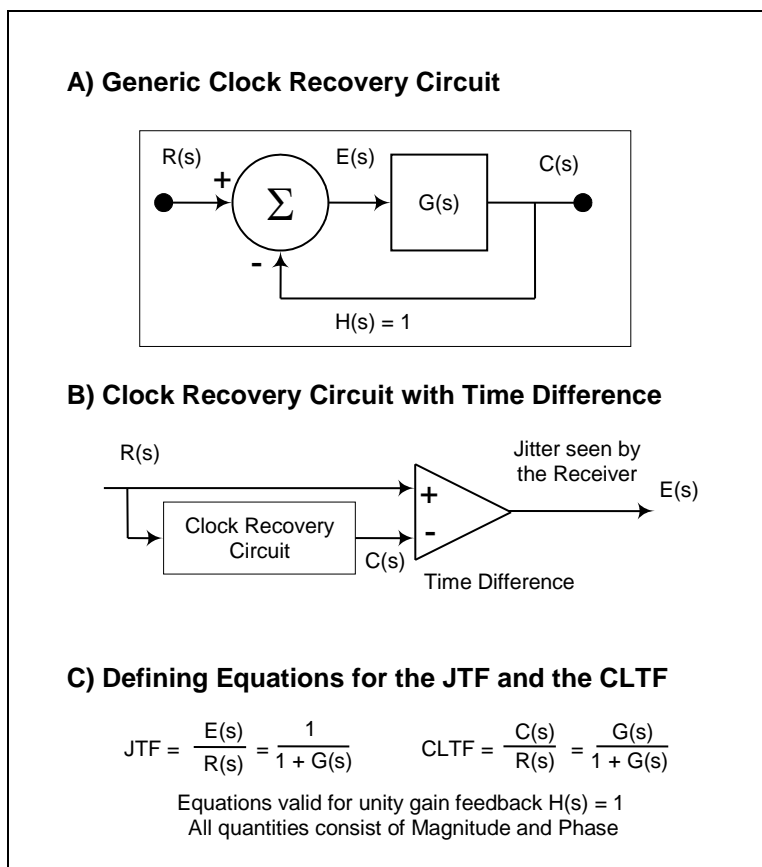 A) Generic Clock Recovery Circuit
R(s)
E(s)
C(s)
+
Σ
G(s)
-
H(s) = 1
B) Clock Recovery Circuit with Time Difference
R(s)
Jitter seen by
the Receiver
E(s)
+
Clock Recovery
Circuit
-
C(s)
Time Difference
C) Defining Equations for the JTF and the CLTF
JTF = E(s) / R(s) = 1 / 1 + G(s)
CLTF = C(s) / R(s) = G(s) / 1 + G(s)
Equations valid for unity gain feedback H(s) = 1
All quantities consist of Magnitude and Phase